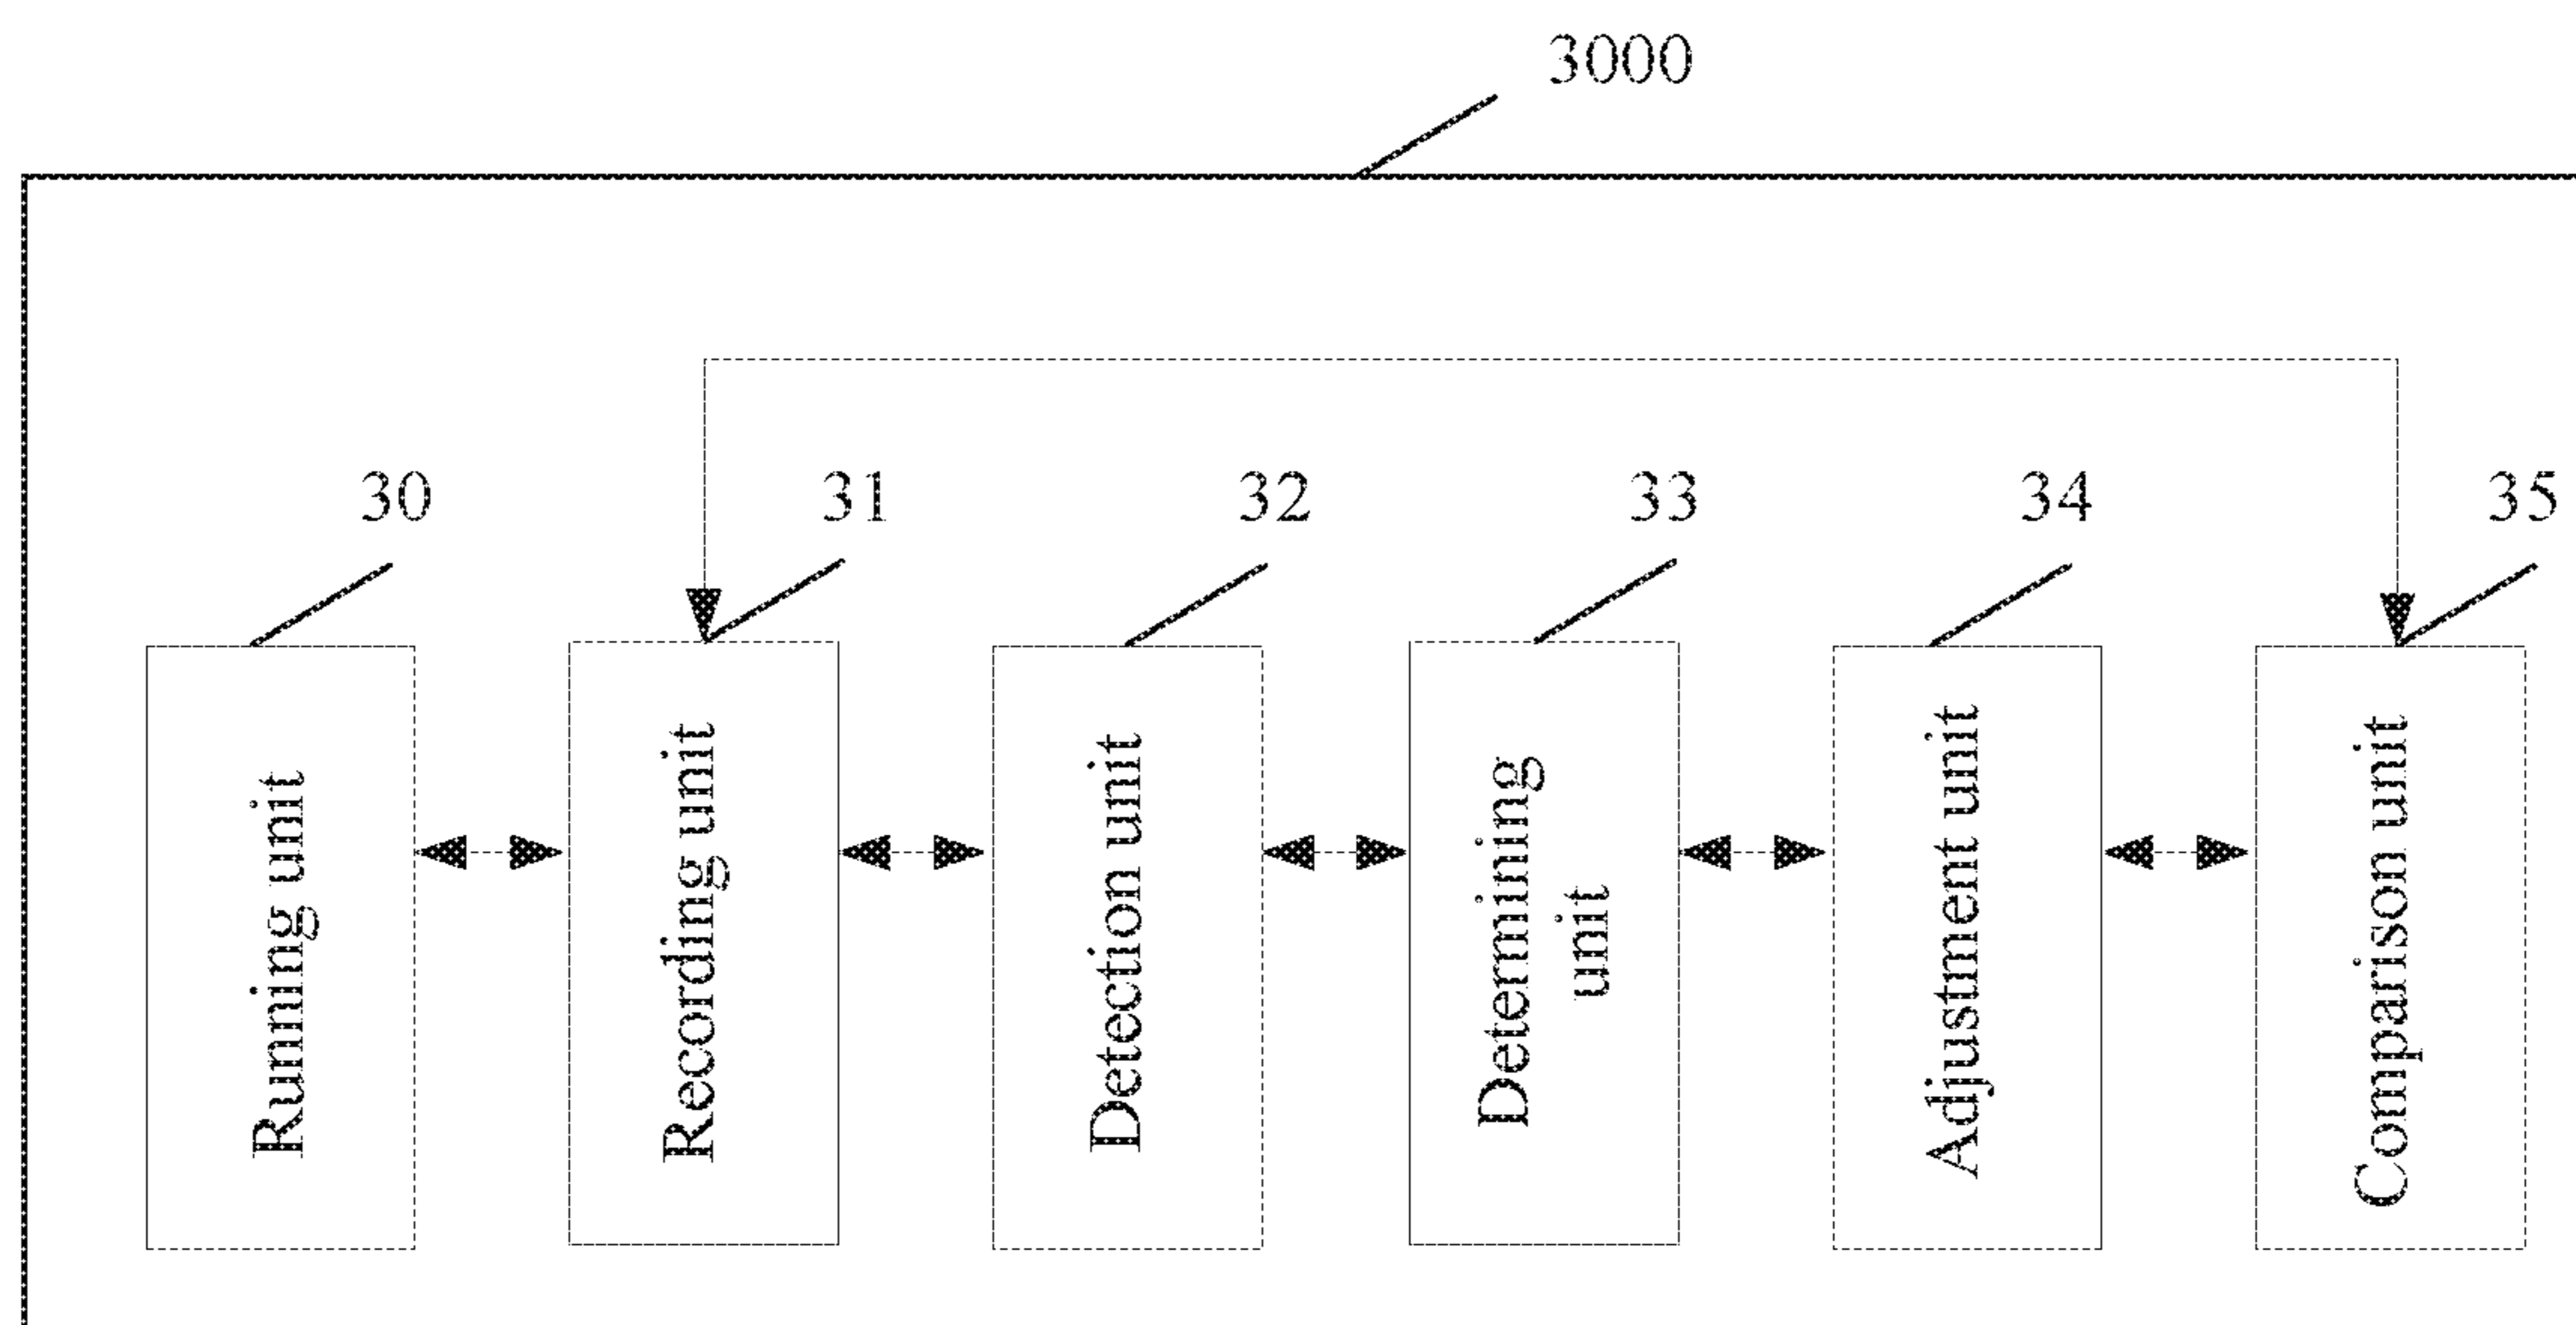 3000
30
31
32
33
34
35
Running unit
Recording unit
Detection unit
Determining
unit
Adjustment unit
Comparison unit